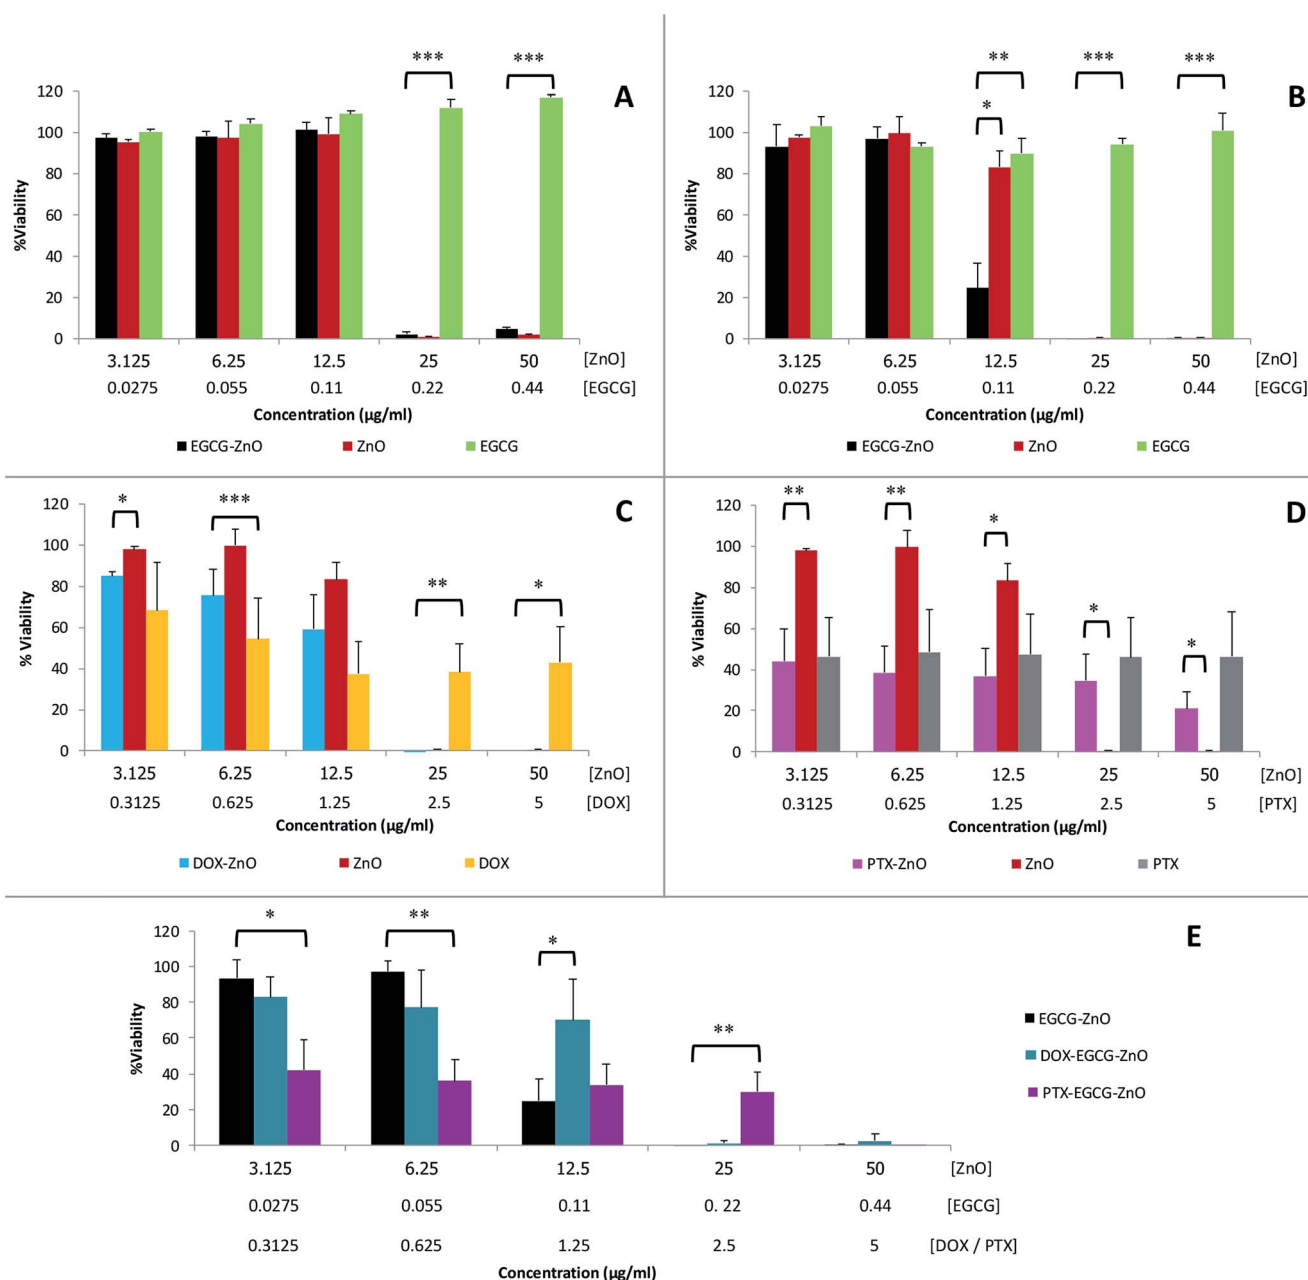 *** ***
A
120
100
80
60
40
20
0
%Viability
3.125 6.25 12.5 25 50 [ZnO]
0.0275 0.055 0.11 0.22 0.44 [EGCG]
Concentration (µg/ml)
EGCG-ZnO ZnO EGCG
** *** ***
*
B
120
100
80
60
40
20
0
%Viability
3.125 6.25 12.5 25 50 [ZnO]
0.0275 0.055 0.11 0.22 0.44 [EGCG]
Concentration (µg/ml)
EGCG-ZnO ZnO EGCG
* *** ** *
C
120
100
80
60
40
20
0
% Viability
3.125 6.25 12.5 25 50 [ZnO]
0.3125 0.625 1.25 2.5 5 [DOX]
Concentration (µg/ml)
DOX-ZnO ZnO DOX
** ** * * *
D
120
100
80
60
40
20
0
% Viability
3.125 6.25 12.5 25 50 [ZnO]
0.3125 0.625 1.25 2.5 5 [PTX]
Concentration (µg/ml)
PTX-ZnO ZnO PTX
* ** * **
E
120
100
80
60
40
20
0
%Viability
EGCG-ZnO
DOX-EGCG-ZnO
PTX-EGCG-ZnO
3.125 6.25 12.5 25 50 [ZnO]
0.0275 0.055 0.11 0. 22 0.44 [EGCG]
0.3125 0.625 1.25 2.5 5 [DOX / PTX]
Concentration (µg/ml)